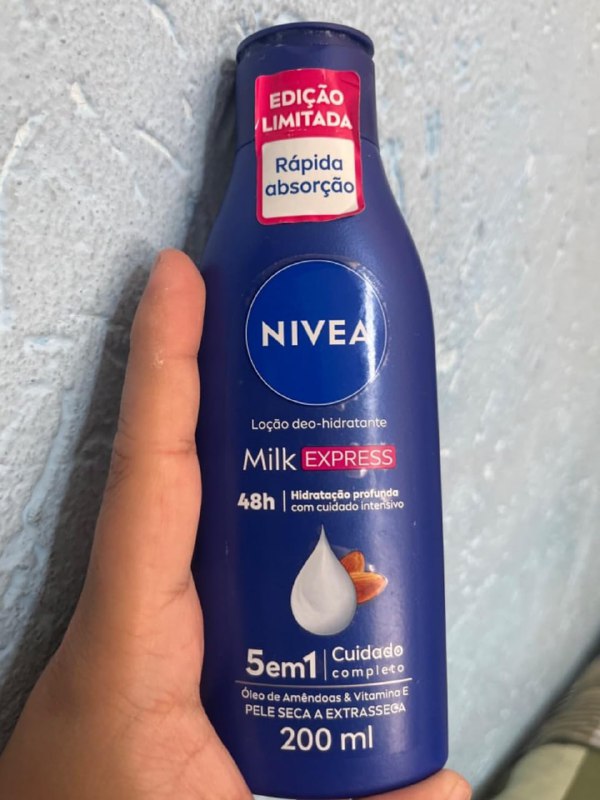 EDIÇÃO
LIMITADA
Rápida
absorção
NIVEA
Loção deo-hidratante
Milk EXPRESS
48h | Hidratação profunda
com cuidado intensivo
5em1 | Cuidado
completo
Óleo de Amêndoas & Vitamina E
PELE SECA A EXTRASSECA
200 ml